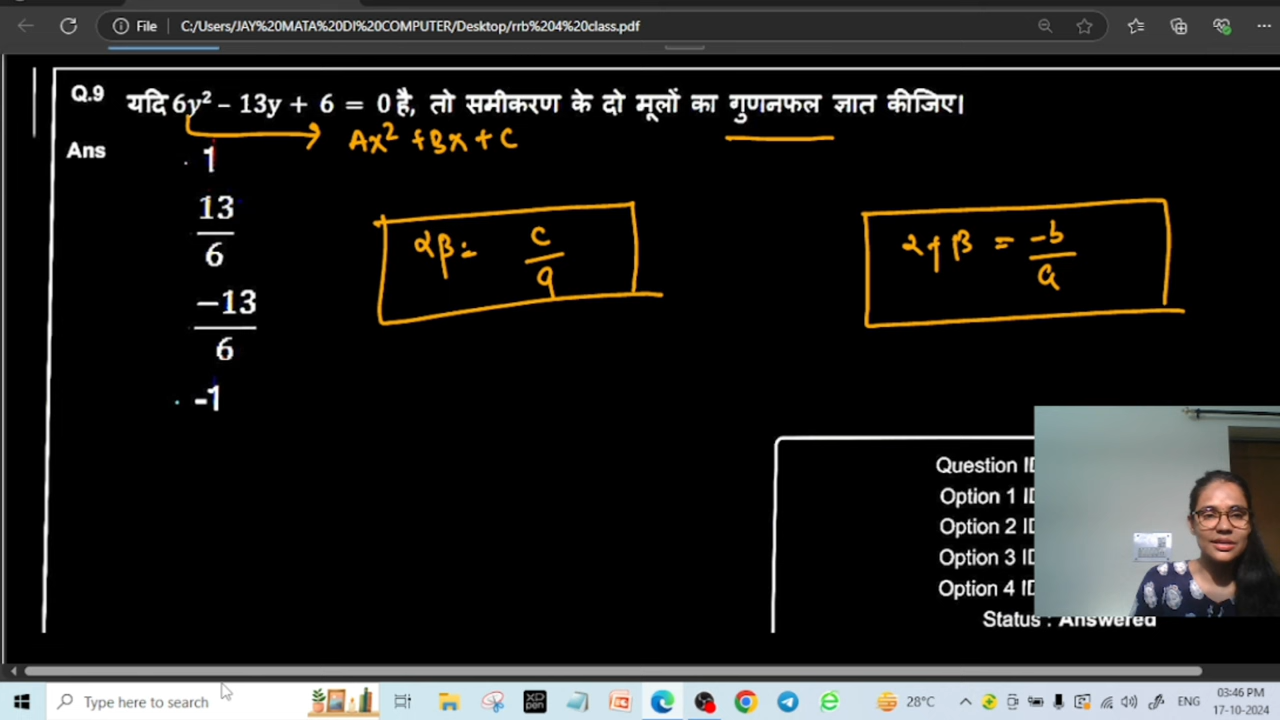 File C:/Users/JAY%20MATA%20DI%20COMPUTER/Desktop/rrb%204%20class.pdf
Q.9 यदि 6y² – 13y + 6 = 0 है, तो समीकरण के दो मूलों का गुणनफल ज्ञात कीजिए।
Ax² + Bx + C
Ans
1
13
6
–13
6
-1
αβ = c/a
α+β = -b/a
Question ID
Option 1 ID
Option 2 ID
Option 3 ID
Option 4 ID
Status : Answered
Type here to search
28°C
ENG
03:46 PM
17-10-2024